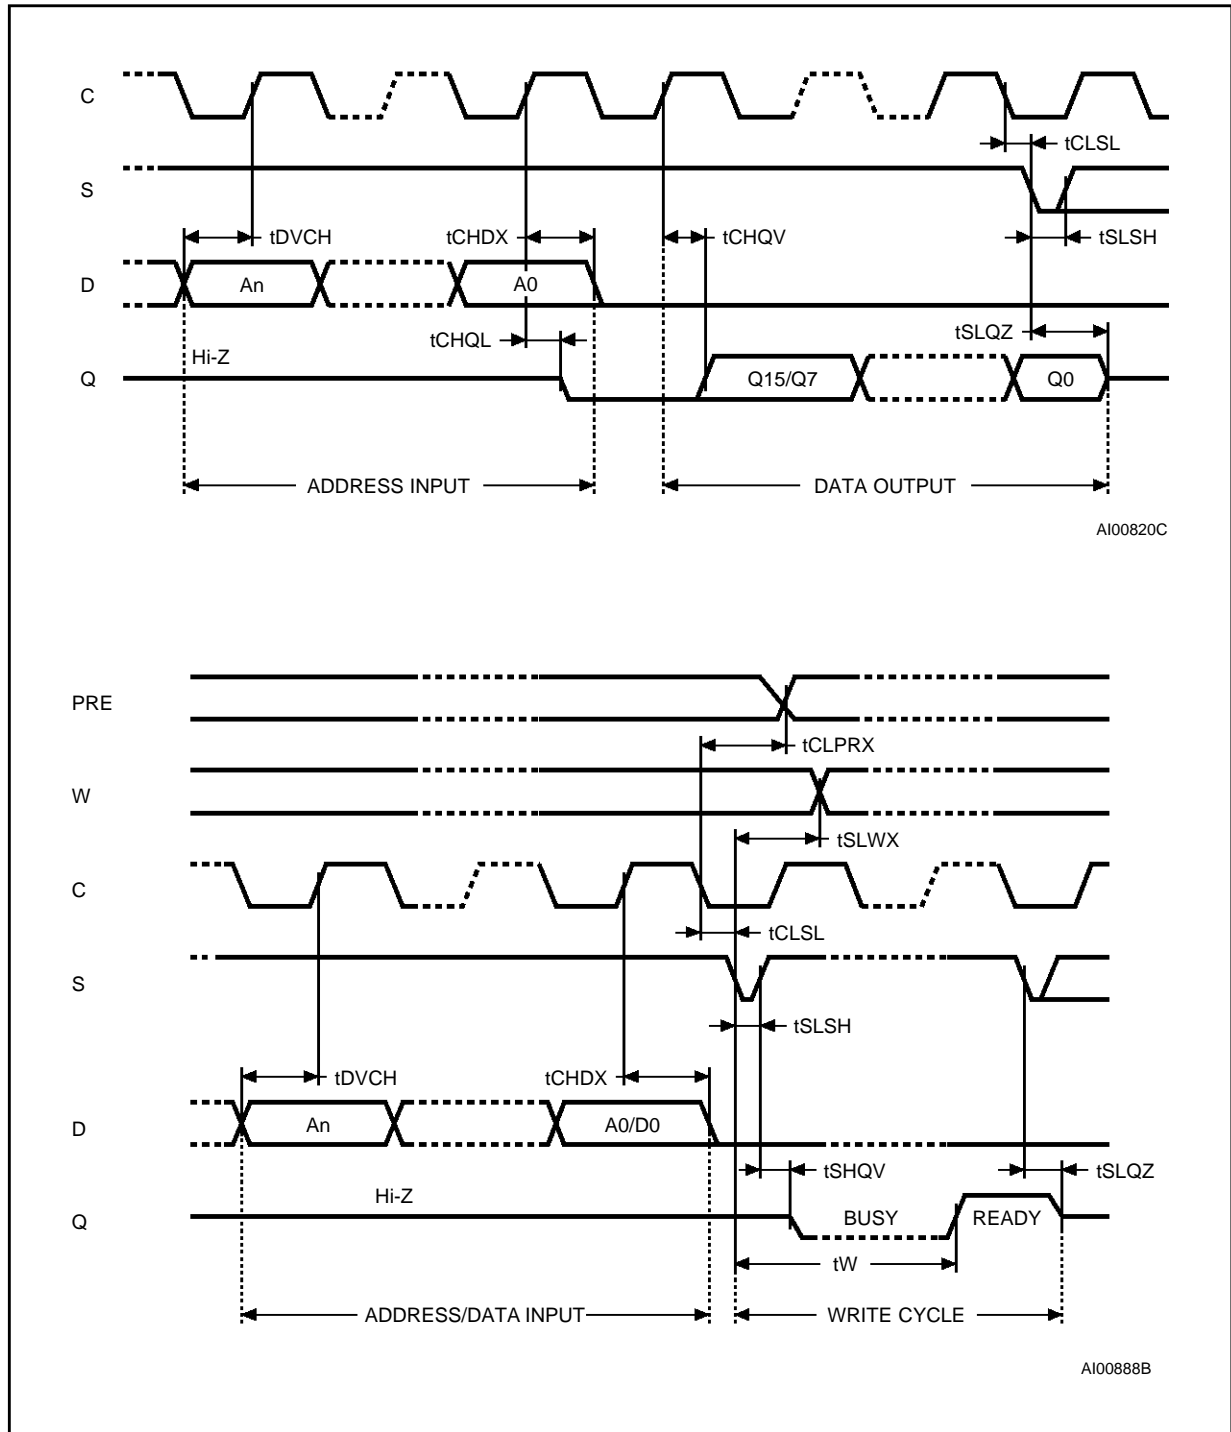 C
tCLSL
S
tDVCH
tCHDX
tCHQV
tSLSH
D
An
A0
tCHQL
tSLQZ
Hi-Z
Q
Q15/Q7
Q0
ADDRESS INPUT
DATA OUTPUT
AI00820C
PRE
tCLPRX
W
tSLWX
C
tCLSL
S
tSLSH
tDVCH
tCHDX
D
An
A0/D0
tSHQV
tSLQZ
Hi-Z
Q
BUSY
READY
tW
ADDRESS/DATA INPUT
WRITE CYCLE
AI00888B